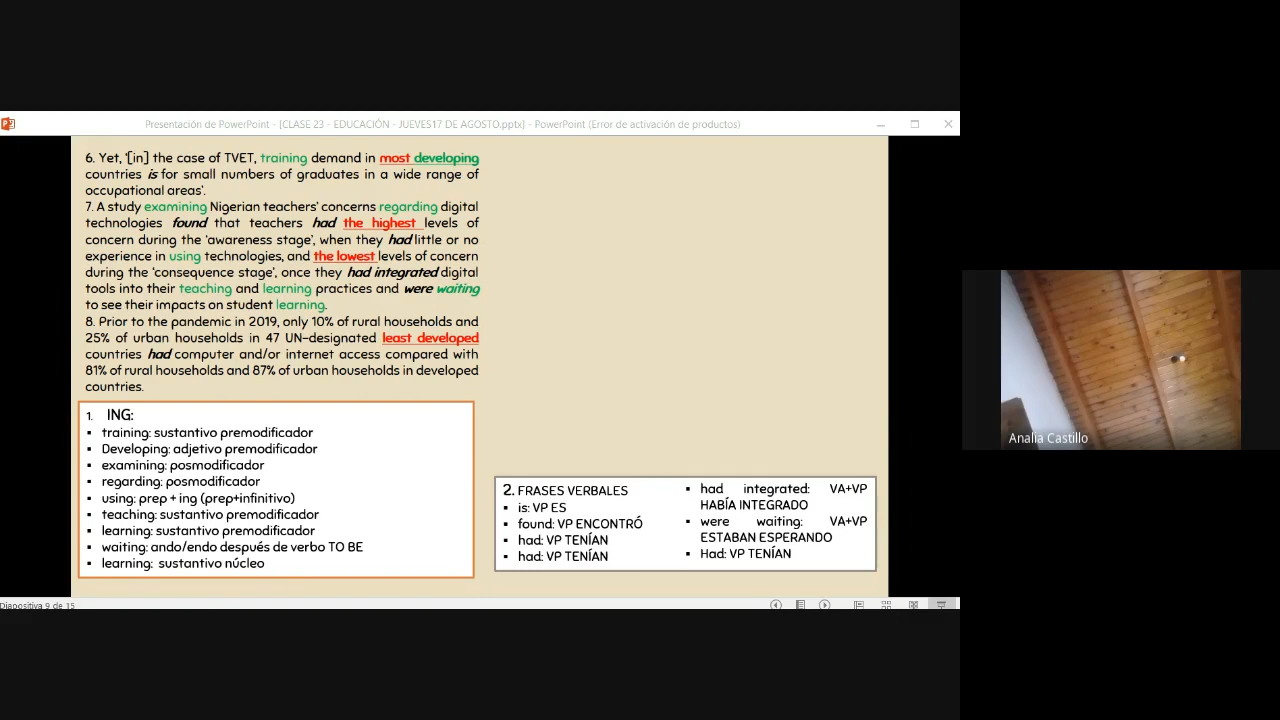 Presentación de PowerPoint - [CLASE 23 - EDUCACIÓN - JUEVES17 DE AGOSTO.pptx] - PowerPoint (Error de activación de productos)
6. Yet, '[in] the case of TVET, training demand in most developing
countries is for small numbers of graduates in a wide range of
occupational areas'.
7. A study examining Nigerian teachers' concerns regarding digital
technologies found that teachers had the highest levels of
concern during the 'awareness stage', when they had little or no
experience in using technologies, and the lowest levels of concern
during the 'consequence stage', once they had integrated digital
tools into their teaching and learning practices and were waiting
to see their impacts on student learning.
8. Prior to the pandemic in 2019, only 10% of rural households and
25% of urban households in 47 UN-designated least developed
countries had computer and/or internet access compared with
81% of rural households and 87% of urban households in developed
countries.
1. ING:
▪ training: sustantivo premodificador
▪ Developing: adjetivo premodificador
▪ examining: posmodificador
▪ regarding: posmodificador
▪ using: prep + ing (prep+infinitivo)
▪ teaching: sustantivo premodificador
▪ learning: sustantivo premodificador
▪ waiting: ando/endo después de verbo TO BE
▪ learning: sustantivo núcleo
2. FRASES VERBALES
▪ is: VP ES
▪ found: VP ENCONTRÓ
▪ had: VP TENÍAN
▪ had: VP TENÍAN
▪ had integrated: VA+VP
HABÍA INTEGRADO
▪ were waiting: VA+VP
ESTABAN ESPERANDO
▪ Had: VP TENÍAN
Diapositiva 9 de 15
Analia Castillo